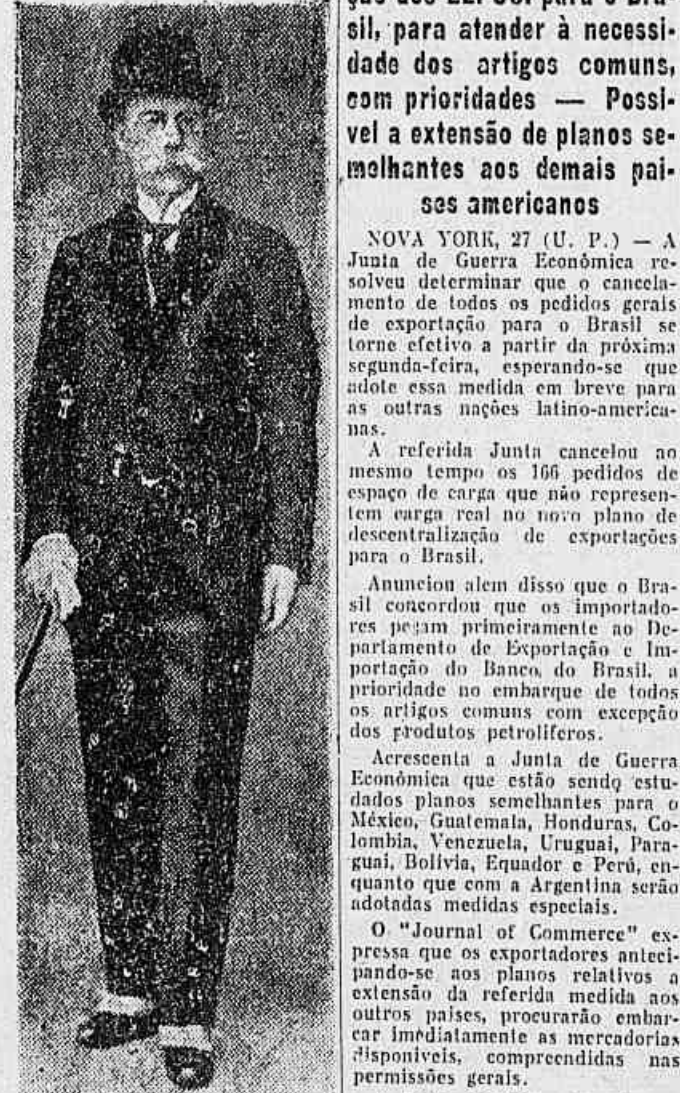 sil, para atender à necessi-
dade dos artigos comuns,
com prioridades — Possi-
vel a extensão de planos se-
melhantes aos demais pai-
ses americanos
NOVA YORK, 27 (U. P.) — A
Junta de Guerra Econômica re-
solveu determinar que o cancela-
mento de todos os pedidos gerais
de exportação para o Brasil se
torne efetivo a partir da próxima
segunda-feira, esperando-se que
adote essa medida em breve para
as outras nações latino-america-
nas.
A referida Junta cancelou ao
mesmo tempo os 166 pedidos de
espaço de carga que não represen-
tem carga real no novo plano de
descentralização de exportações
para o Brasil.
Anunciou alem disso que o Bra-
sil concordou que os importado-
res peçam primeiramente ao De-
partamento de Exportação e Im-
portação do Banco do Brasil, a
prioridade no embarque de todos
os artigos comuns com excepção
dos produtos petroliferos.
Acrescenta a Junta de Guerra
Econômica que estão sendo estu-
dados planos semelhantes para o
México, Guatemala, Honduras, Co-
lombia, Venezuela, Uruguai, Para-
guai, Bolívia, Equador e Perú, en-
quanto que com a Argentina serão
adotadas medidas especiais.
O "Journal of Commerce" ex-
pressa que os exportadores anteci-
pando-se aos planos relativos a
extensão da referida medida aos
outros paises, procurarão embar-
car imediatamente as mercadorias
disponiveis, compreendidas nas
permissões gerais.